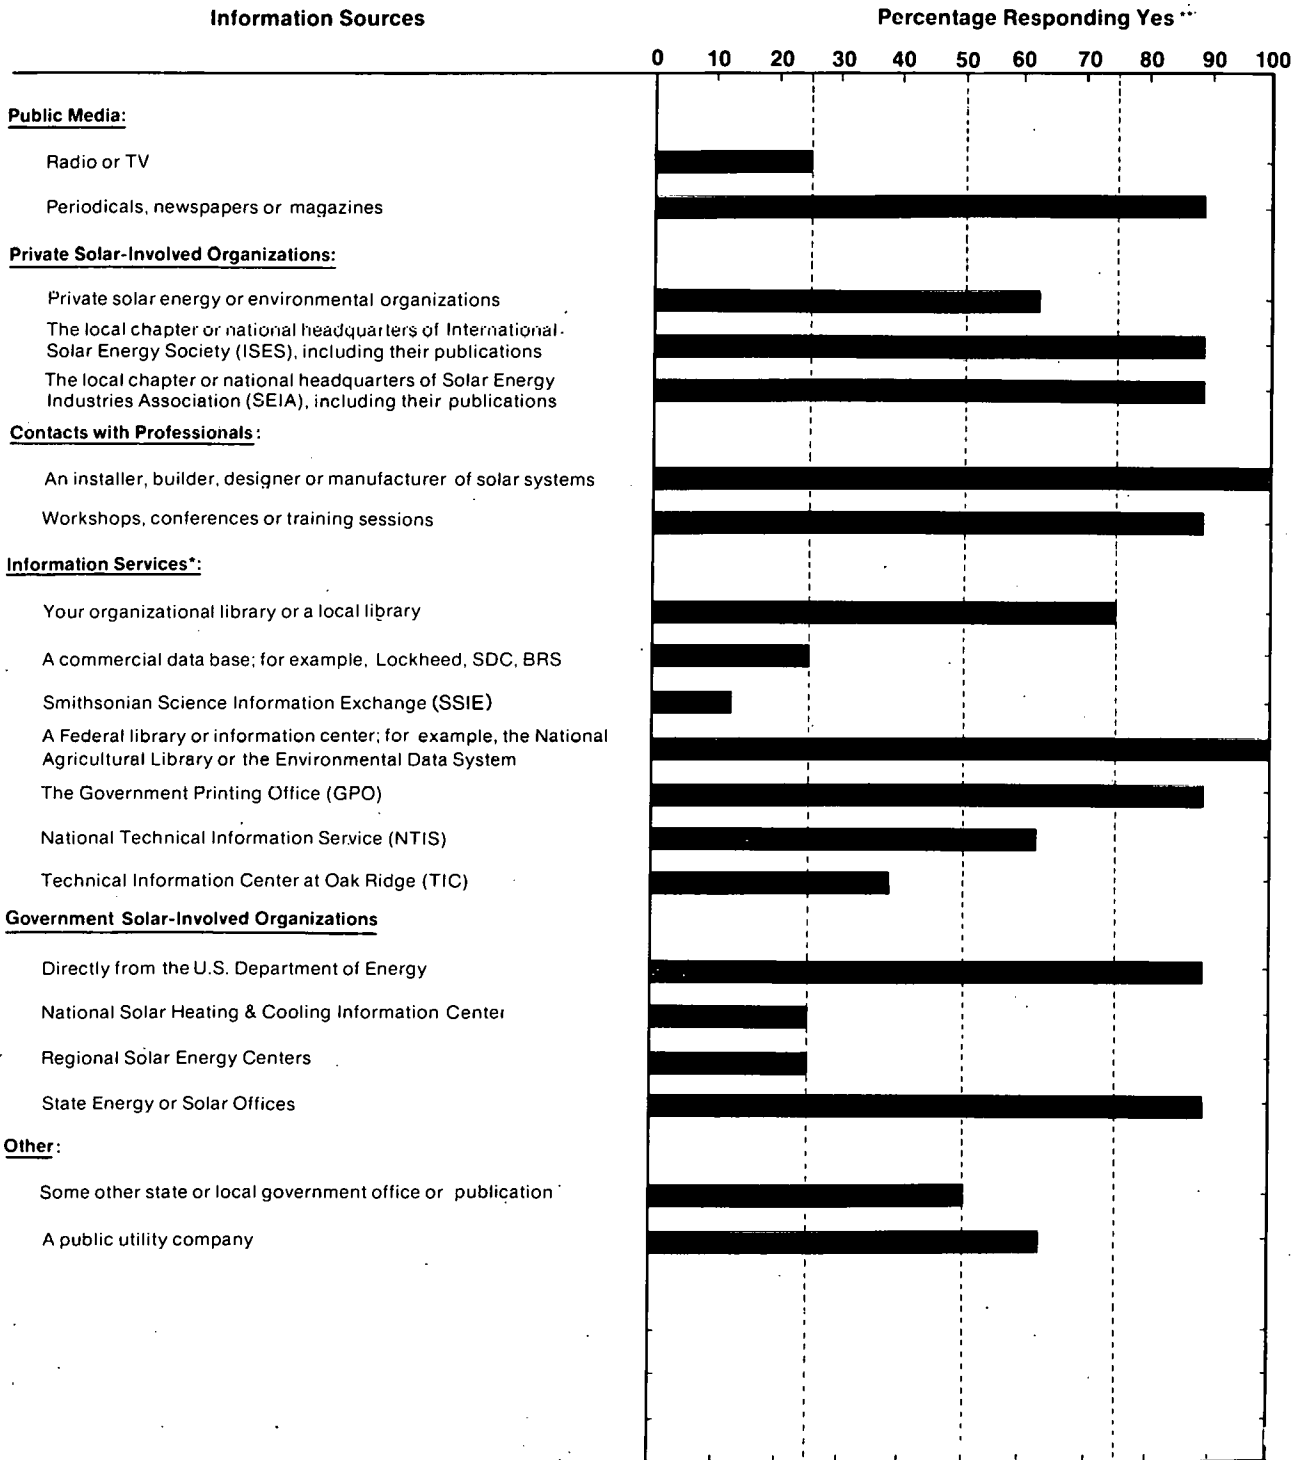 Information Sources
Percentage Responding Yes **
0 10 20 30 40 50 60 70 80 90 100
Public Media:
Radio or TV
Periodicals, newspapers or magazines
Private Solar-Involved Organizations:
Private solar energy or environmental organizations
The local chapter or national headquarters of International
Solar Energy Society (ISES), including their publications
The local chapter or national headquarters of Solar Energy
Industries Association (SEIA), including their publications
Contacts with Professionals:
An installer, builder, designer or manufacturer of solar systems
Workshops, conferences or training sessions
Information Services*:
Your organizational library or a local library
A commercial data base; for example, Lockheed, SDC, BRS
Smithsonian Science Information Exchange (SSIE)
A Federal library or information center; for example, the National
Agricultural Library or the Environmental Data System
The Government Printing Office (GPO)
National Technical Information Service (NTIS)
Technical Information Center at Oak Ridge (TIC)
Government Solar-Involved Organizations
Directly from the U.S. Department of Energy
National Solar Heating & Cooling Information Center
Regional Solar Energy Centers
State Energy or Solar Offices
Other:
Some other state or local government office or publication
A public utility company